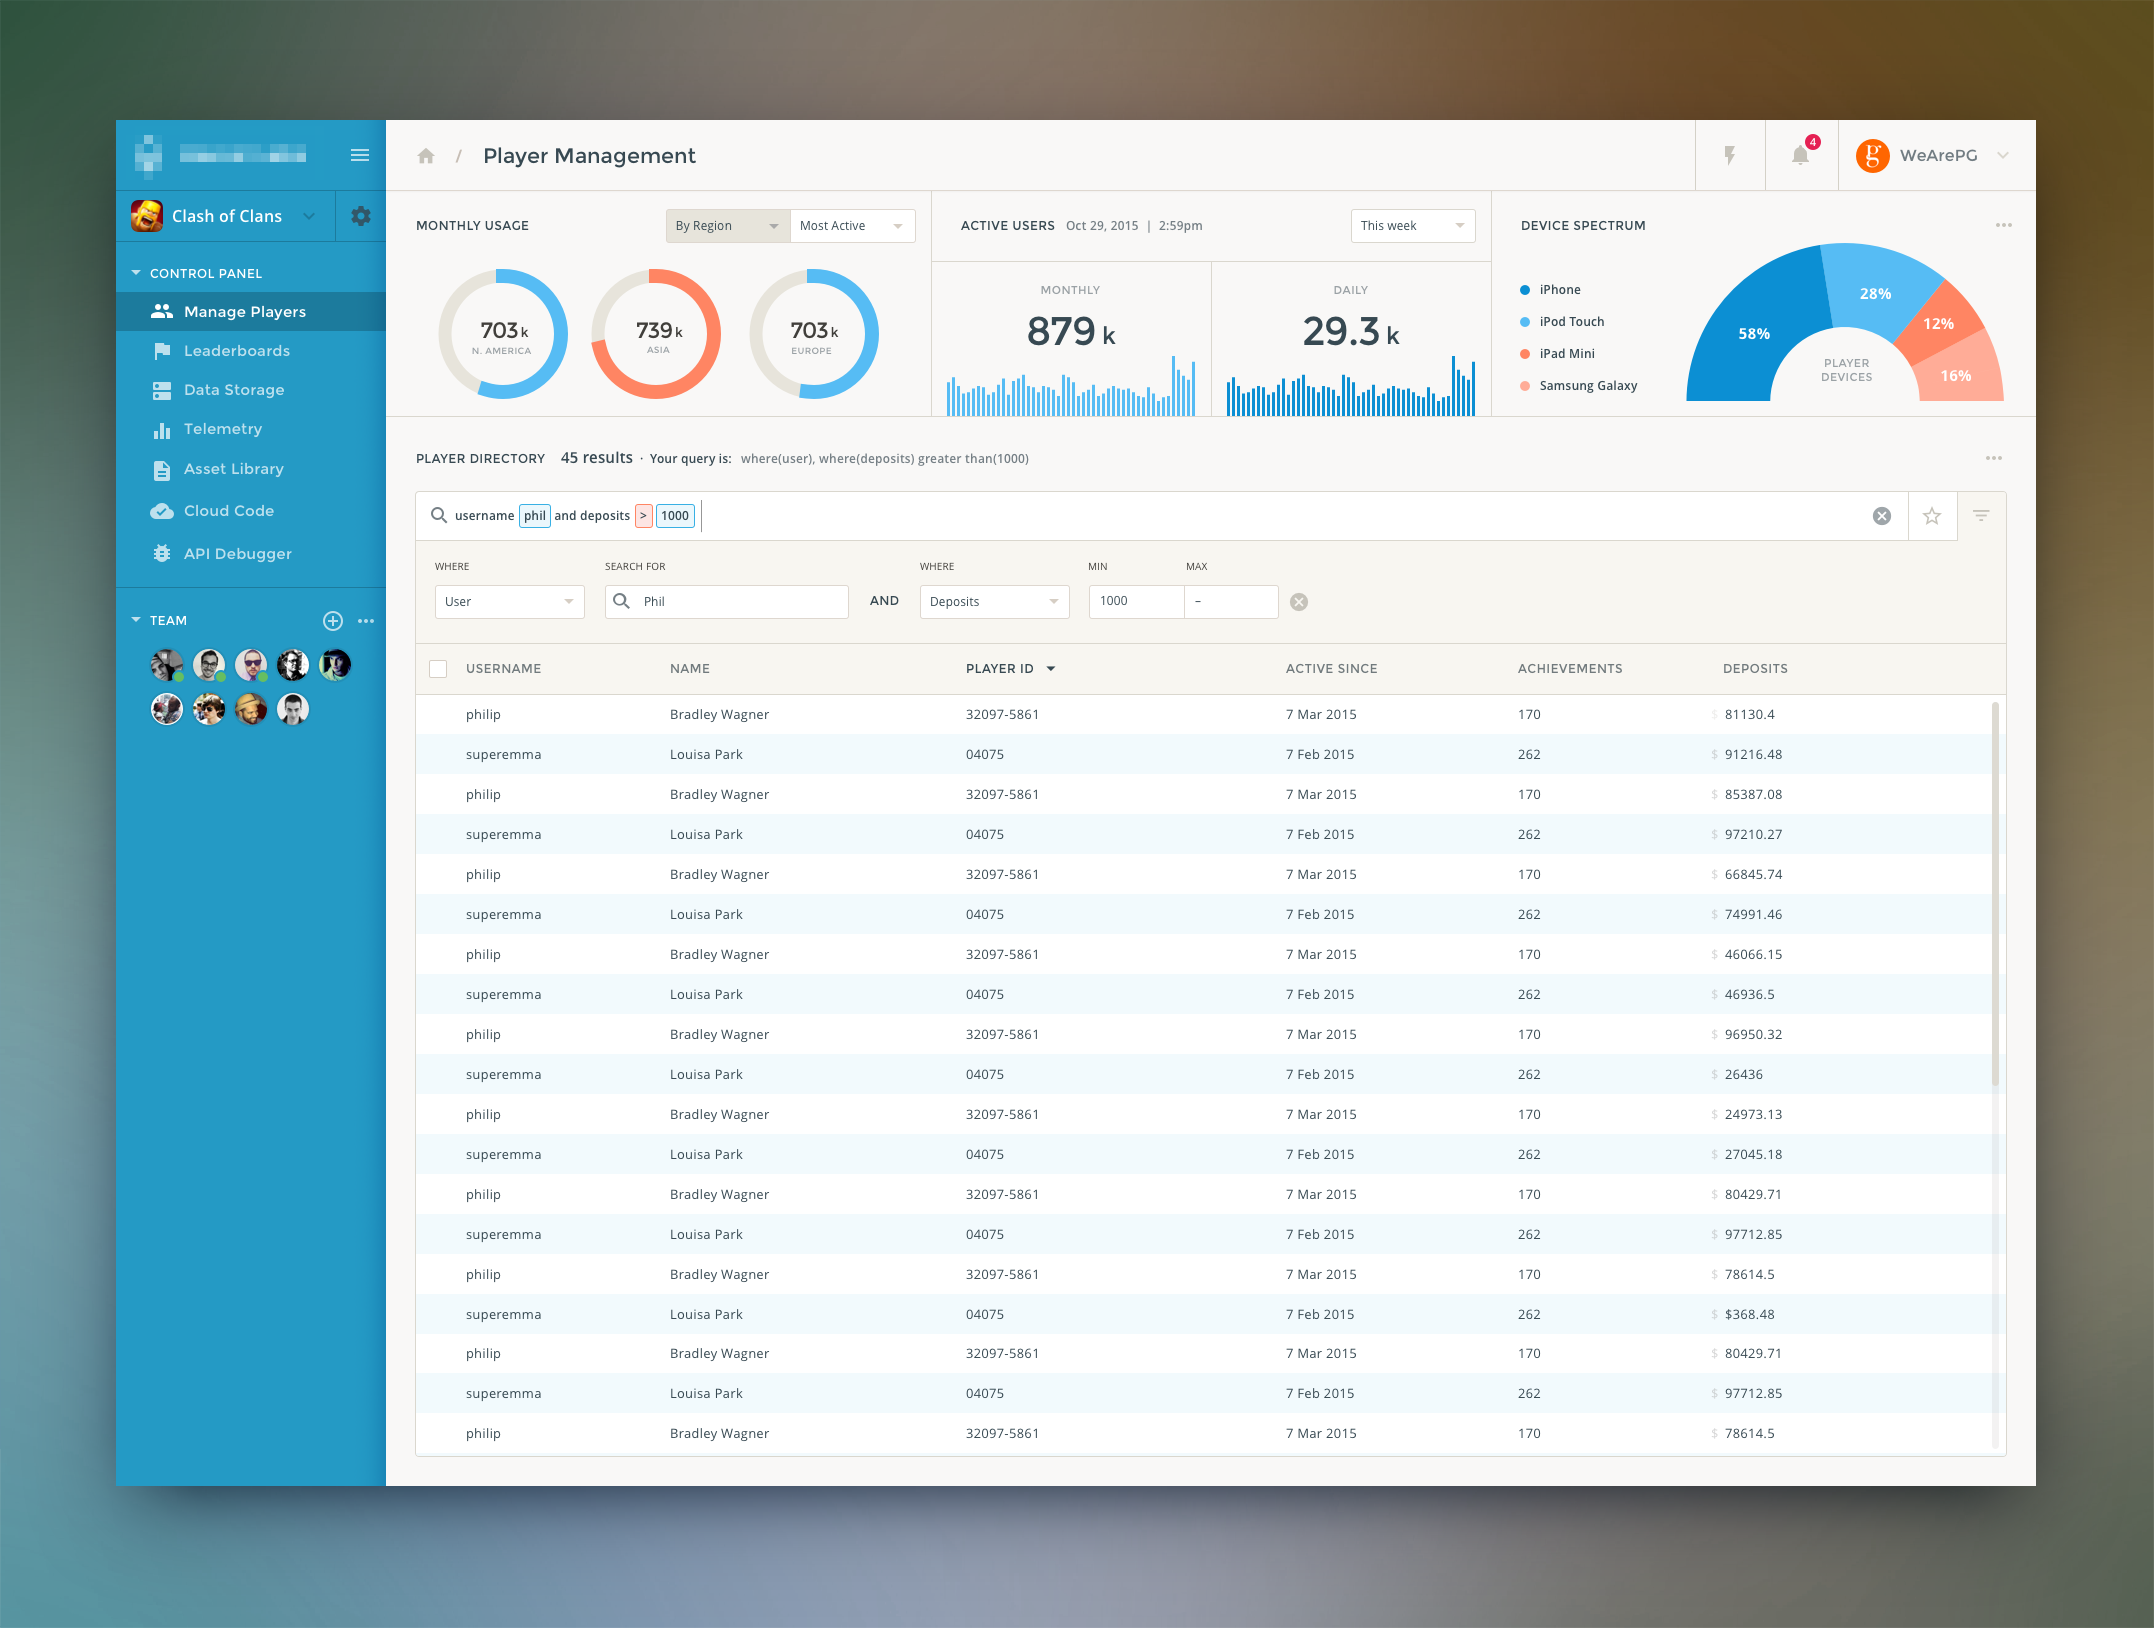 / Player Management
4
g WeArePG
Clash of Clans
CONTROL PANEL
Manage Players
Leaderboards
Data Storage
Telemetry
Asset Library
Cloud Code
API Debugger
TEAM
MONTHLY USAGE
By Region
Most Active
703 k
N. AMERICA
739 k
ASIA
703 k
EUROPE
ACTIVE USERS Oct 29, 2015 | 2:59pm
This week
MONTHLY
879 k
DAILY
29.3 k
DEVICE SPECTRUM
iPhone
iPod Touch
iPad Mini
Samsung Galaxy
58%
28%
12%
16%
PLAYER
DEVICES
PLAYER DIRECTORY 45 results · Your query is: where(user), where(deposits) greater than(1000)
username phil and deposits > 1000
WHERE SEARCH FOR WHERE MIN MAX
User Phil AND Deposits 1000 –
USERNAME NAME PLAYER ID ACTIVE SINCE ACHIEVEMENTS DEPOSITS
philip Bradley Wagner 32097-5861 7 Mar 2015 170 $ 81130.4
superemma Louisa Park 04075 7 Feb 2015 262 $ 91216.48
philip Bradley Wagner 32097-5861 7 Mar 2015 170 $ 85387.08
superemma Louisa Park 04075 7 Feb 2015 262 $ 97210.27
philip Bradley Wagner 32097-5861 7 Mar 2015 170 $ 66845.74
superemma Louisa Park 04075 7 Feb 2015 262 $ 74991.46
philip Bradley Wagner 32097-5861 7 Mar 2015 170 $ 46066.15
superemma Louisa Park 04075 7 Feb 2015 262 $ 46936.5
philip Bradley Wagner 32097-5861 7 Mar 2015 170 $ 96950.32
superemma Louisa Park 04075 7 Feb 2015 262 $ 26436
philip Bradley Wagner 32097-5861 7 Mar 2015 170 $ 24973.13
superemma Louisa Park 04075 7 Feb 2015 262 $ 27045.18
philip Bradley Wagner 32097-5861 7 Mar 2015 170 $ 80429.71
superemma Louisa Park 04075 7 Feb 2015 262 $ 97712.85
philip Bradley Wagner 32097-5861 7 Mar 2015 170 $ 78614.5
superemma Louisa Park 04075 7 Feb 2015 262 $ $368.48
philip Bradley Wagner 32097-5861 7 Mar 2015 170 $ 80429.71
superemma Louisa Park 04075 7 Feb 2015 262 $ 97712.85
philip Bradley Wagner 32097-5861 7 Mar 2015 170 $ 78614.5